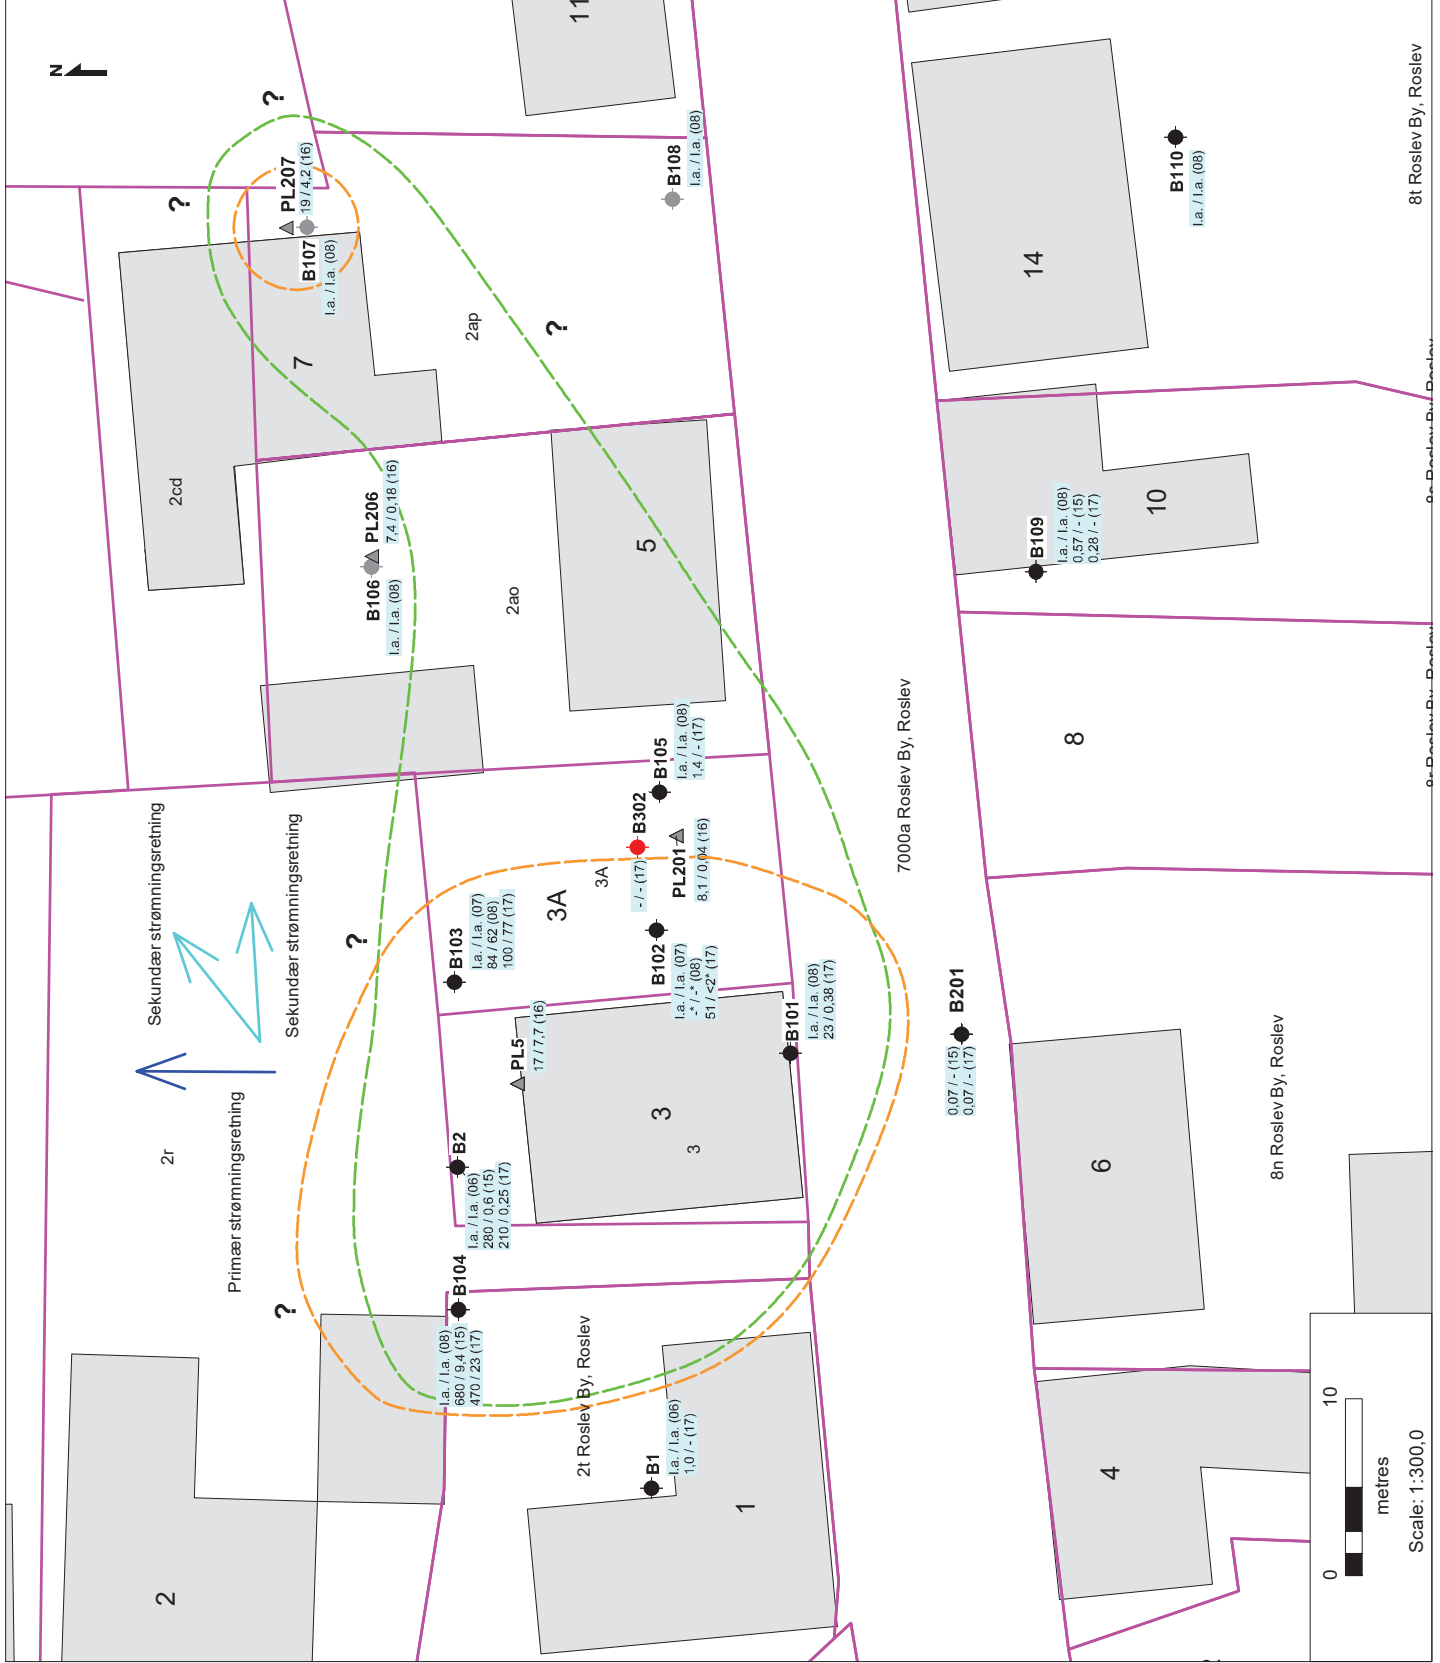 2
2r
Primær strømningsretning
Sekundær strømningsretning
Sekundær strømningsretning
2cd
7
?
B107
I.a. / I.a. (08)
PL207
19 / 4,2 (16)
?
N
11
?
B104
I.a. / I.a. (08)
680 / 9,4 (15)
470 / 23 (17)
B2
I.a. / I.a. (06)
280 / 0,6 (15)
210 / 0,25 (17)
?
B103
I.a. / I.a. (07)
84 / 62 (08)
100 / 77 (17)
B106
I.a. / I.a. (08)
PL206
7,4 / 0,18 (16)
2ap
?
PL5
17 / 7,7 (16)
3A
3A
2ao
2t Roslev By, Roslev
B1
I.a. / I.a. (06)
1,0 / - (17)
1
3
3
B102
I.a. / I.a. (07)
-* / -* (08)
51 / <2* (17)
B302
- / - (17)
PL201
8,1 / 0,04 (16)
B105
I.a. / I.a. (08)
1,4 / - (17)
5
B108
I.a. / I.a. (08)
B101
I.a. / I.a. (08)
23 / 0,38 (17)
7000a Roslev By, Roslev
B201
0,07 / - (15)
0,07 / - (17)
B109
I.a. / I.a. (08)
0,57 / - (15)
0,28 / - (17)
14
B110
I.a. / I.a. (08)
4
6
8
10
8n Roslev By, Roslev
8t Roslev By, Roslev
0
10
metres
Scale: 1:300,0